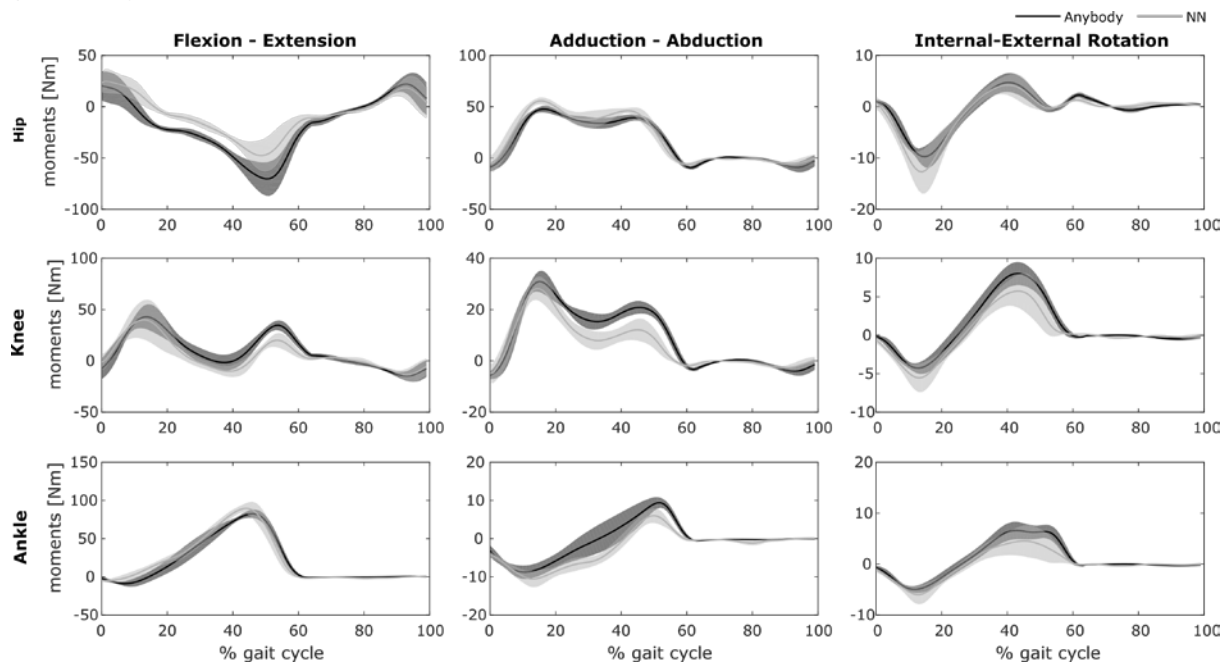 Anybody NN
Flexion - Extension Adduction - Abduction Internal-External Rotation
Hip
moments [Nm]
50
0
-50
-100
0 20 40 60 80 100
100
50
0
-50
0 20 40 60 80 100
10
0
-10
-20
0 20 40 60 80 100
Knee
moments [Nm]
100
50
0
-50
0 20 40 60 80 100
40
20
0
-20
0 20 40 60 80 100
10
5
0
-5
-10
0 20 40 60 80 100
Ankle
moments [Nm]
150
100
50
0
-50
0 20 40 60 80 100
% gait cycle
20
10
0
-10
-20
0 20 40 60 80 100
% gait cycle
20
10
0
-10
0 20 40 60 80 100
% gait cycle